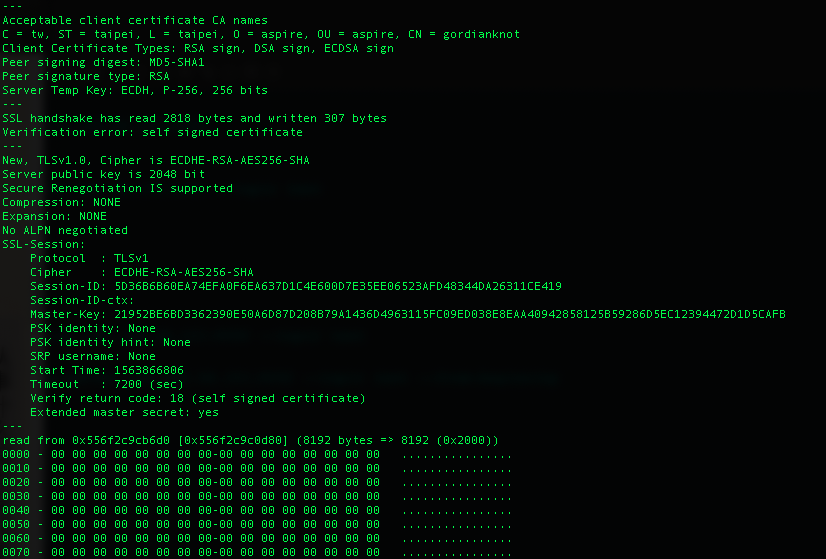 ---
Acceptable client certificate CA names
C = tw, ST = taipei, L = taipei, O = aspire, OU = aspire, CN = gordianknot
Client Certificate Types: RSA sign, DSA sign, ECDSA sign
Peer signing digest: MD5-SHA1
Peer signature type: RSA
Server Temp Key: ECDH, P-256, 256 bits
---
SSL handshake has read 2818 bytes and written 307 bytes
Verification error: self signed certificate
---
New, TLSv1.0, Cipher is ECDHE-RSA-AES256-SHA
Server public key is 2048 bit
Secure Renegotiation IS supported
Compression: NONE
Expansion: NONE
No ALPN negotiated
SSL-Session:
    Protocol  : TLSv1
    Cipher    : ECDHE-RSA-AES256-SHA
    Session-ID: 5D36B6B60EA74EFA0F6EA637D1C4E600D7E35EE06523AFD48344DA26311CE419
    Session-ID-ctx:
    Master-Key: 21952BE6BD3362390E50A6D87D208B79A1436D4963115FC09ED038E8EAA40942858125B59286D5EC12394472D1D5CAFB
    PSK identity: None
    PSK identity hint: None
    SRP username: None
    Start Time: 1563866806
    Timeout   : 7200 (sec)
    Verify return code: 18 (self signed certificate)
    Extended master secret: yes
---
read from 0x556f2c9cb6d0 [0x556f2c9c0d80] (8192 bytes => 8192 (0x2000))
0000 - 00 00 00 00 00 00 00 00-00 00 00 00 00 00 00 00   ................
0010 - 00 00 00 00 00 00 00 00-00 00 00 00 00 00 00 00   ................
0020 - 00 00 00 00 00 00 00 00-00 00 00 00 00 00 00 00   ................
0030 - 00 00 00 00 00 00 00 00-00 00 00 00 00 00 00 00   ................
0040 - 00 00 00 00 00 00 00 00-00 00 00 00 00 00 00 00   ................
0050 - 00 00 00 00 00 00 00 00-00 00 00 00 00 00 00 00   ................
0060 - 00 00 00 00 00 00 00 00-00 00 00 00 00 00 00 00   ................
0070 - 00 00 00 00 00 00 00 00-00 00 00 00 00 00 00 00   ................